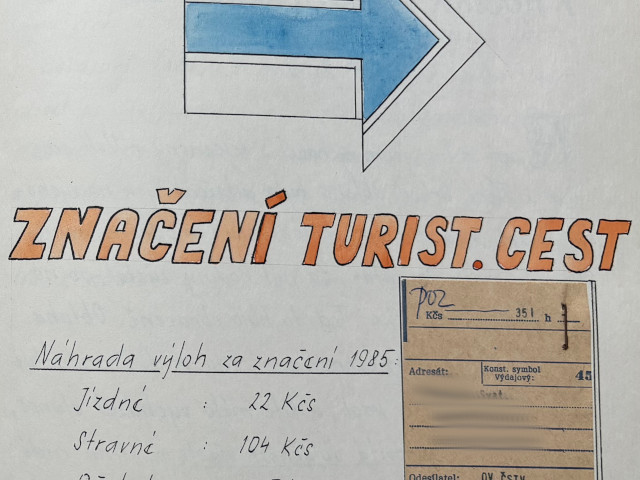 ZNAČENÍ TURIST. CEST
poz
Kčs 351 h
Náhrada výloh za značení 1985:
Adresát: Konst. symbol výdajový: 45
Jízdné : 22 Kčs
Stravné : 104 Kčs
Odesílatel: OV ČSTV